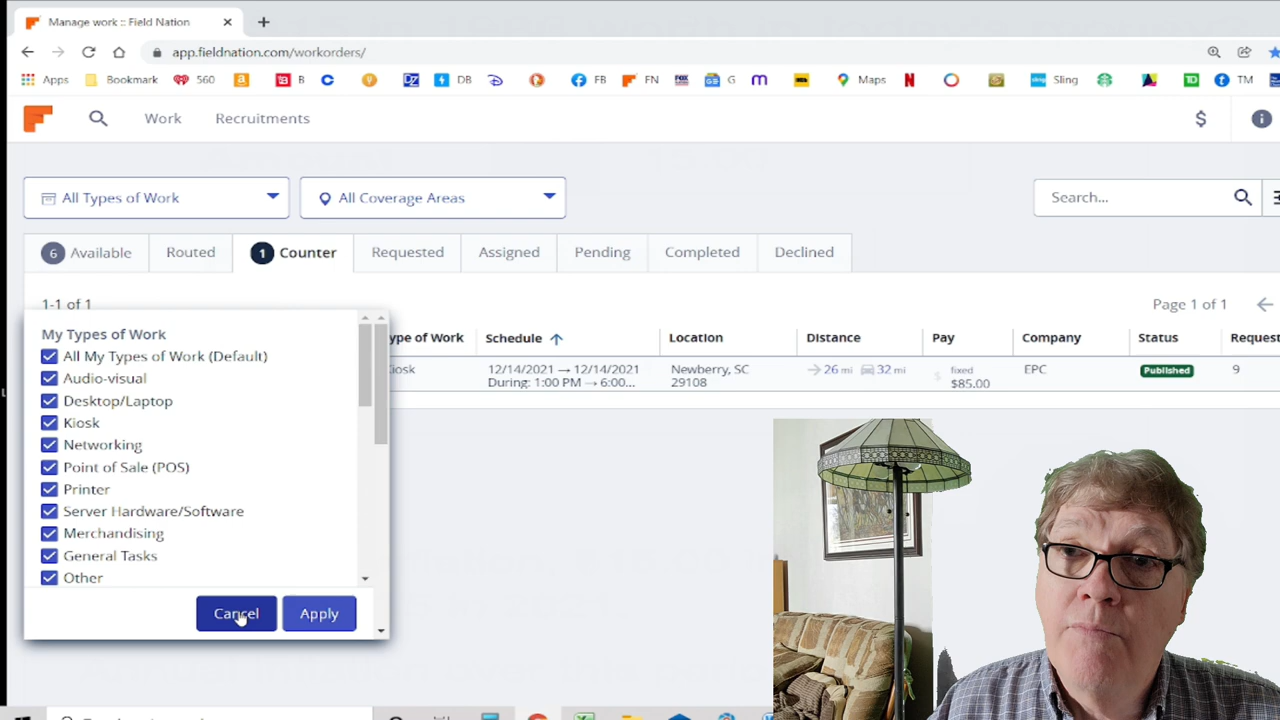 Manage work :: Field Nation
app.fieldnation.com/workorders/
Apps Bookmark 560 B DB FB FN G Maps Sling TM
Work Recruitments
All Types of Work All Coverage Areas Search...
6 Available Routed 1 Counter Requested Assigned Pending Completed Declined
1-1 of 1 Page 1 of 1
ype of Work Schedule Location Distance Pay Company Status Request
iosk 12/14/2021 → 12/14/2021 Newberry, SC 26 mi 32 mi fixed EPC Published 9
During: 1:00 PM → 6:00... 29108 $85.00
My Types of Work
All My Types of Work (Default)
Audio-visual
Desktop/Laptop
Kiosk
Networking
Point of Sale (POS)
Printer
Server Hardware/Software
Merchandising
General Tasks
Other
Cancel Apply